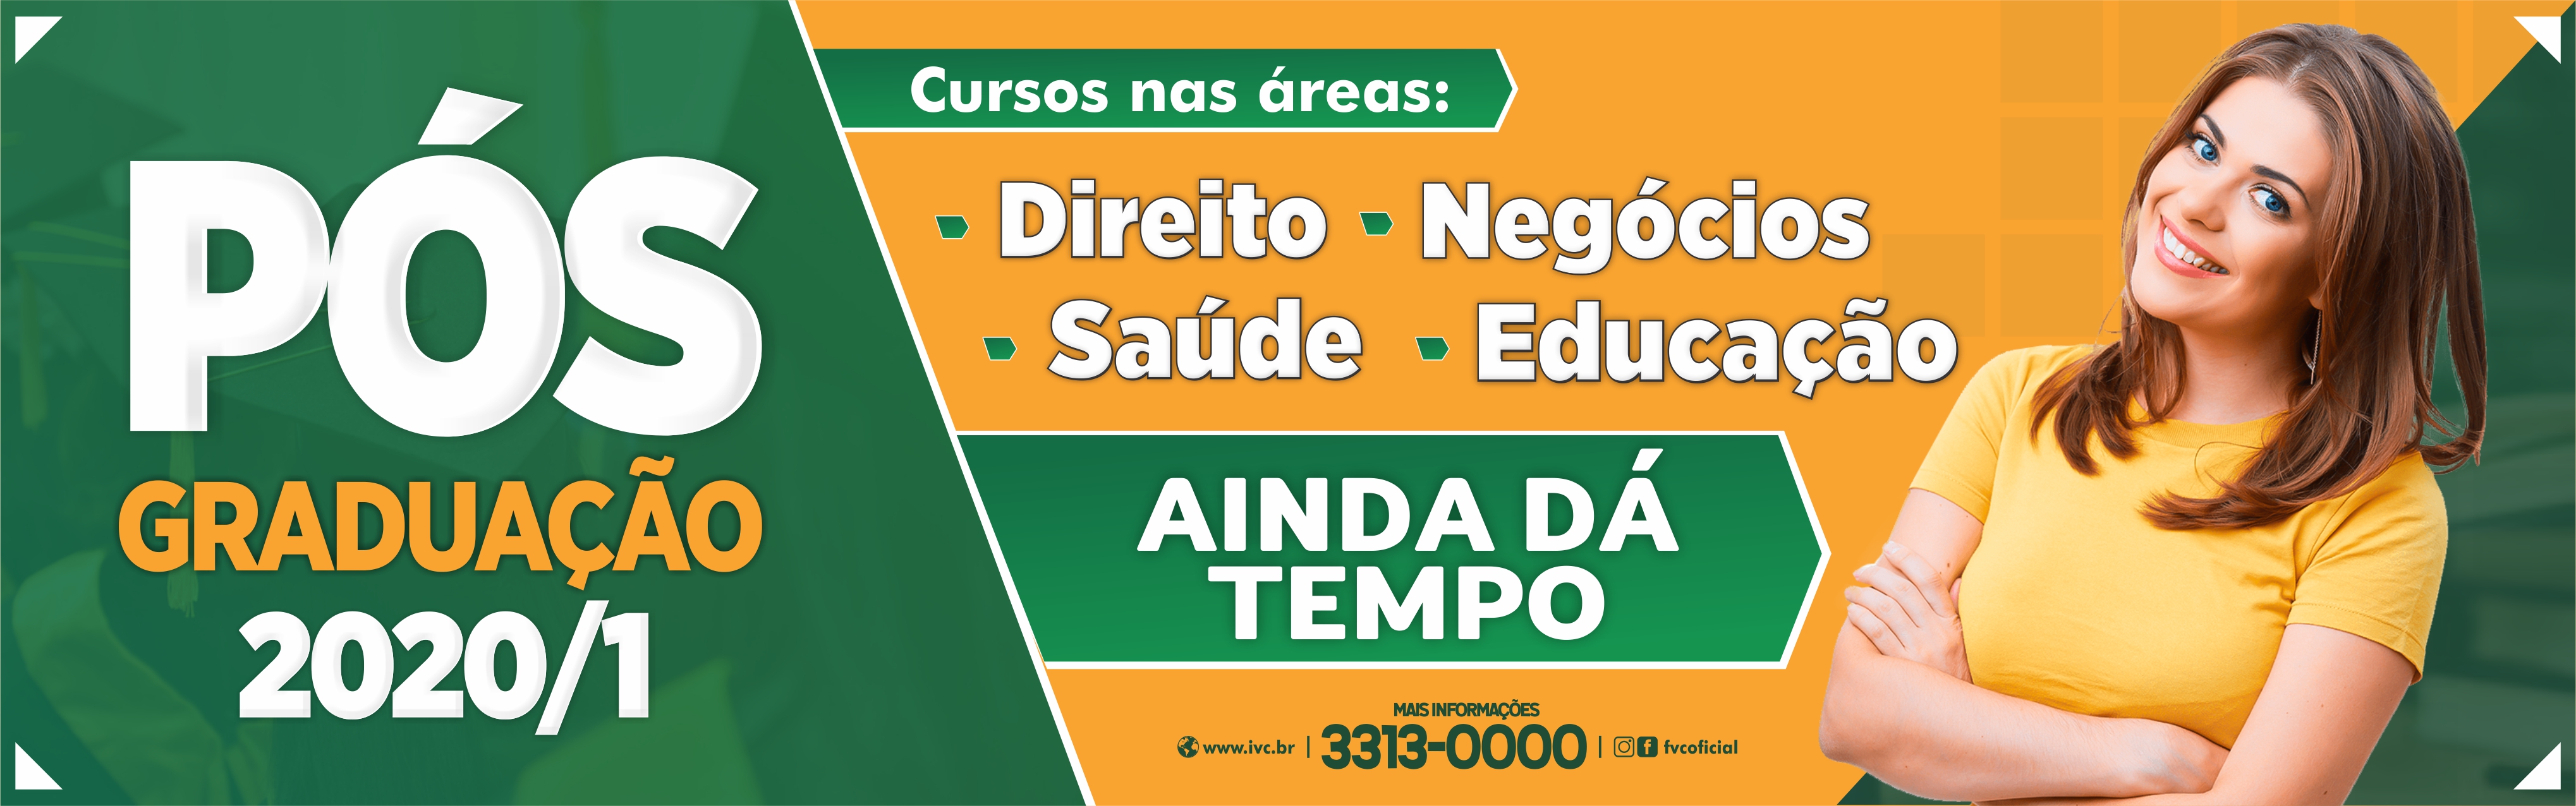 PÓS
GRADUAÇÃO
2020/1
Cursos nas áreas:
Direito Negócios
Saúde Educação
AINDA DÁ
TEMPO
MAIS INFORMAÇÕES
www.ivc.br | 3313-0000 | fvcoficial